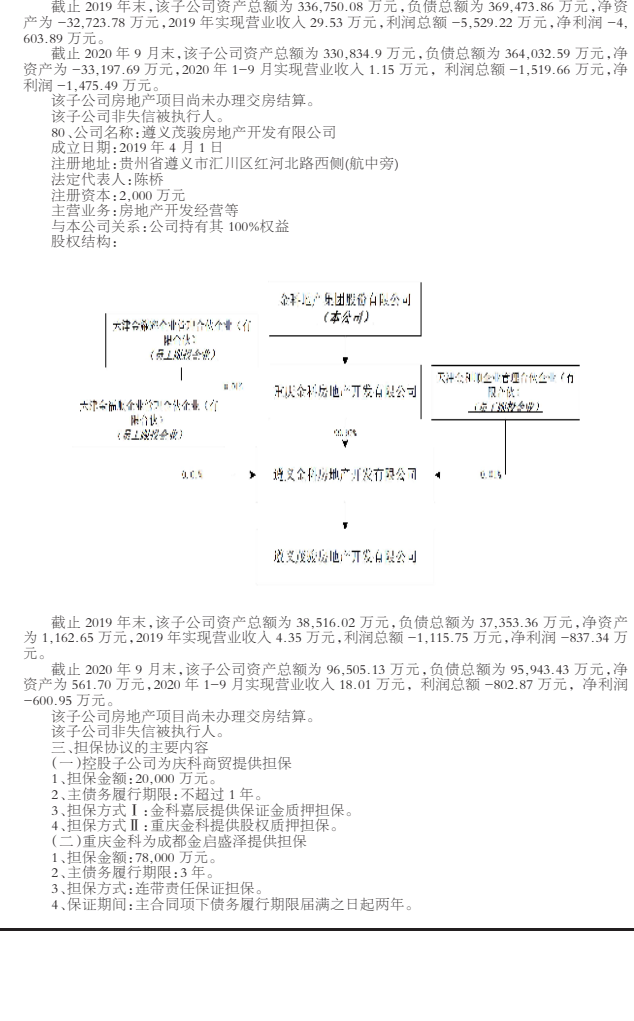 截止 2019 年末,该子公司资产总额为 336,750.08 万元,负债总额为 369,473.86 万元,净资
产为 -32,723.78 万元,2019 年实现营业收入 29.53 万元,利润总额 -5,529.22 万元,净利润 -4,
603.89 万元。
截止 2020 年 9 月末,该子公司资产总额为 330,834.9 万元,负债总额为 364,032.59 万元,净
资产为 -33,197.69 万元,2020 年 1-9 月实现营业收入 1.15 万元, 利润总额 -1,519.66 万元,净
利润 -1,475.49 万元。
该子公司房地产项目尚未办理交房结算。
该子公司非失信被执行人。
80、公司名称:遵义茂骏房地产开发有限公司
成立日期:2019 年 4 月 1 日
注册地址:贵州省遵义市汇川区红河北路西侧(航中旁)
法定代表人:陈桥
注册资本:2,000 万元
主营业务:房地产开发经营等
与本公司关系:公司持有其 100%权益
股权结构:
金科地产集团股份有限公司
(本公司)
(员工跟投企业)
重庆金科房地产开发有限公司
(员工跟投企业)
(员工跟投企业)
遵义金科房地产开发有限公司
遵义茂骏房地产开发有限公司
截止 2019 年末,该子公司资产总额为 38,516.02 万元,负债总额为 37,353.36 万元,净资产
为 1,162.65 万元,2019 年实现营业收入 4.35 万元,利润总额 -1,115.75 万元,净利润 -837.34 万
元。
截止 2020 年 9 月末,该子公司资产总额为 96,505.13 万元,负债总额为 95,943.43 万元,净
资产为 561.70 万元,2020 年 1-9 月实现营业收入 18.01 万元, 利润总额 -802.87 万元, 净利润
-600.95 万元。
该子公司房地产项目尚未办理交房结算。
该子公司非失信被执行人。
三、担保协议的主要内容
(一)控股子公司为庆科商贸提供担保
1、担保金额:20,000 万元。
2、主债务履行期限:不超过 1 年。
3、担保方式Ⅰ:金科嘉辰提供保证金质押担保。
4、担保方式Ⅱ:重庆金科提供股权质押担保。
(二)重庆金科为成都金启盛泽提供担保
1、担保金额:78,000 万元。
2、主债务履行期限:3 年。
3、担保方式:连带责任保证担保。
4、保证期间:主合同项下债务履行期限届满之日起两年。